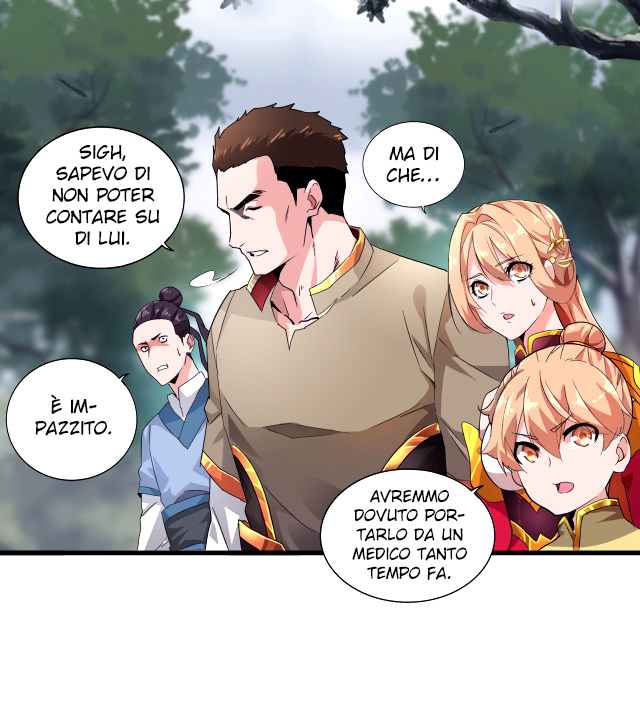 SIGH,
SAPEVO DI
NON POTER
CONTARE SU
DI LUI.
MA DI
CHE...
È IM-
PAZZITO.
AVREMMO
DOVUTO POR-
TARLO DA UN
MEDICO TANTO
TEMPO FA.